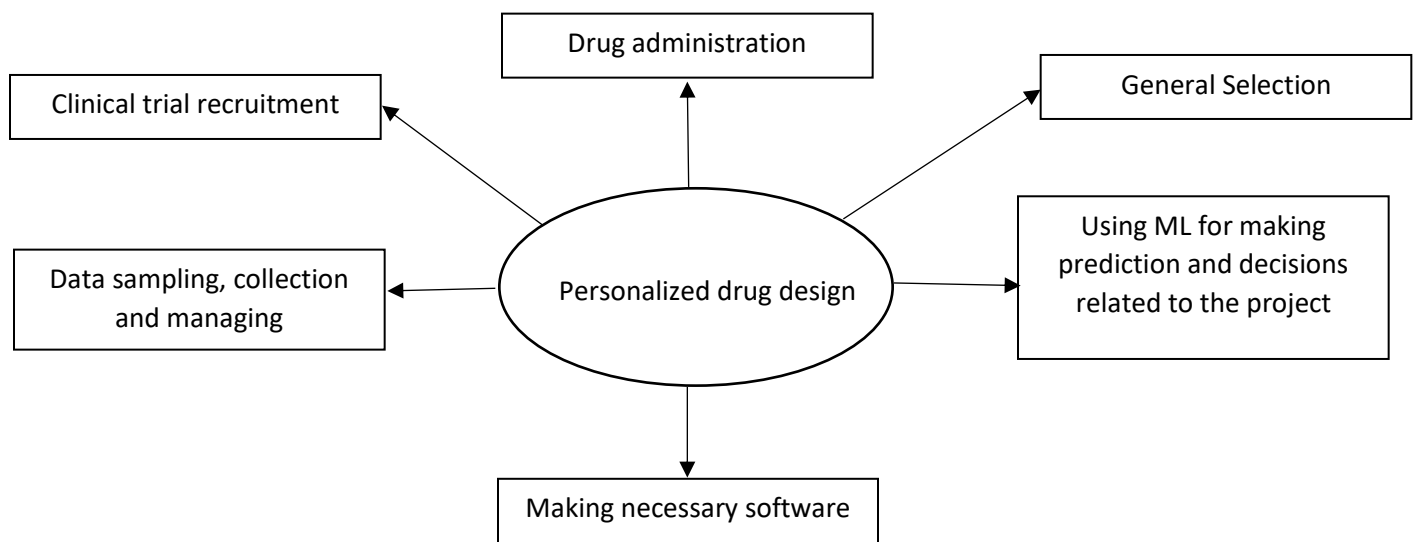 Drug administration
Clinical trial recruitment
General Selection
Using ML for making
prediction and decisions
related to the project
Data sampling, collection
and managing
Personalized drug design
Making necessary software